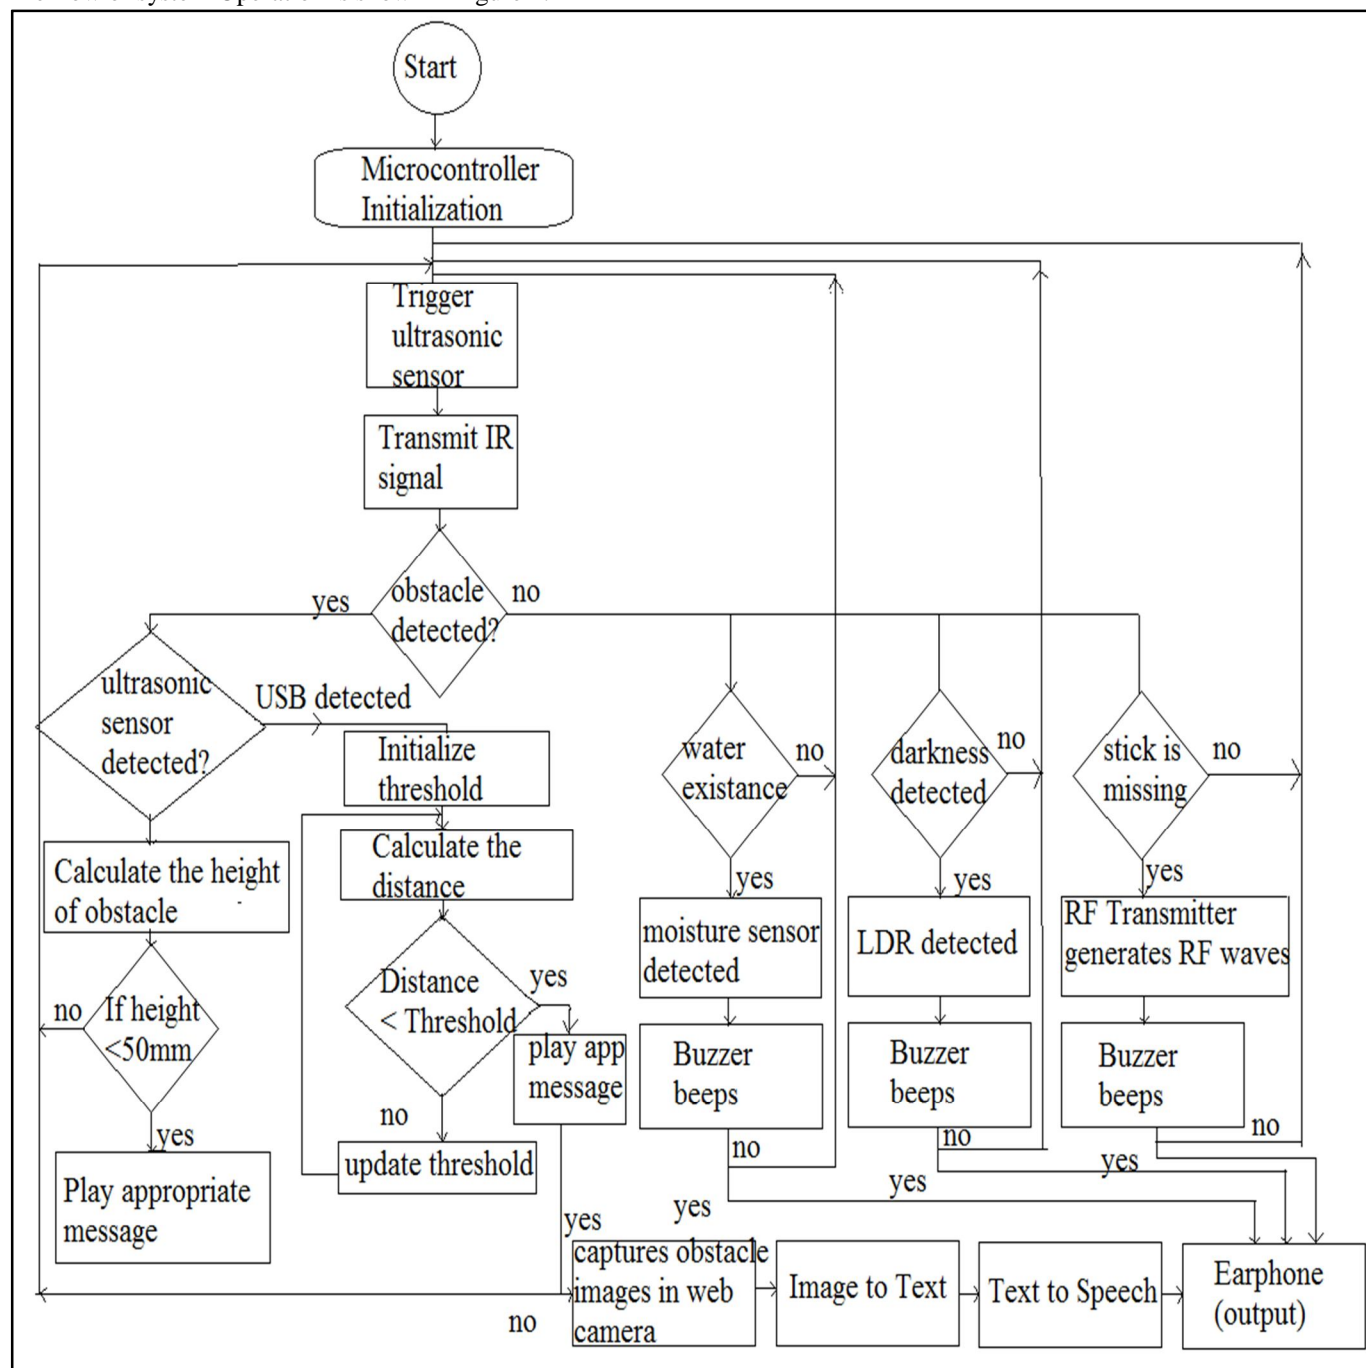 Start
Microcontroller
Initialization
Trigger
ultrasonic
sensor
Transmit IR
signal
obstacle
detected?
yes
no
ultrasonic
sensor
detected?
USB detected
Initialize
threshold
water
existance
no
darkness
detected
no
stick is
missing
no
Calculate the height
of obstacle
Calculate the
distance
yes
yes
yes
moisture sensor
detected
LDR detected
RF Transmitter
generates RF waves
no
If height
<50mm
Distance
< Threshold
yes
play app
message
Buzzer
beeps
Buzzer
beeps
Buzzer
beeps
yes
no
update threshold
no
no
no
Play appropriate
message
yes
yes
yes
yes
captures obstacle
images in web
camera
Image to Text
Text to Speech
Earphone
(output)
no